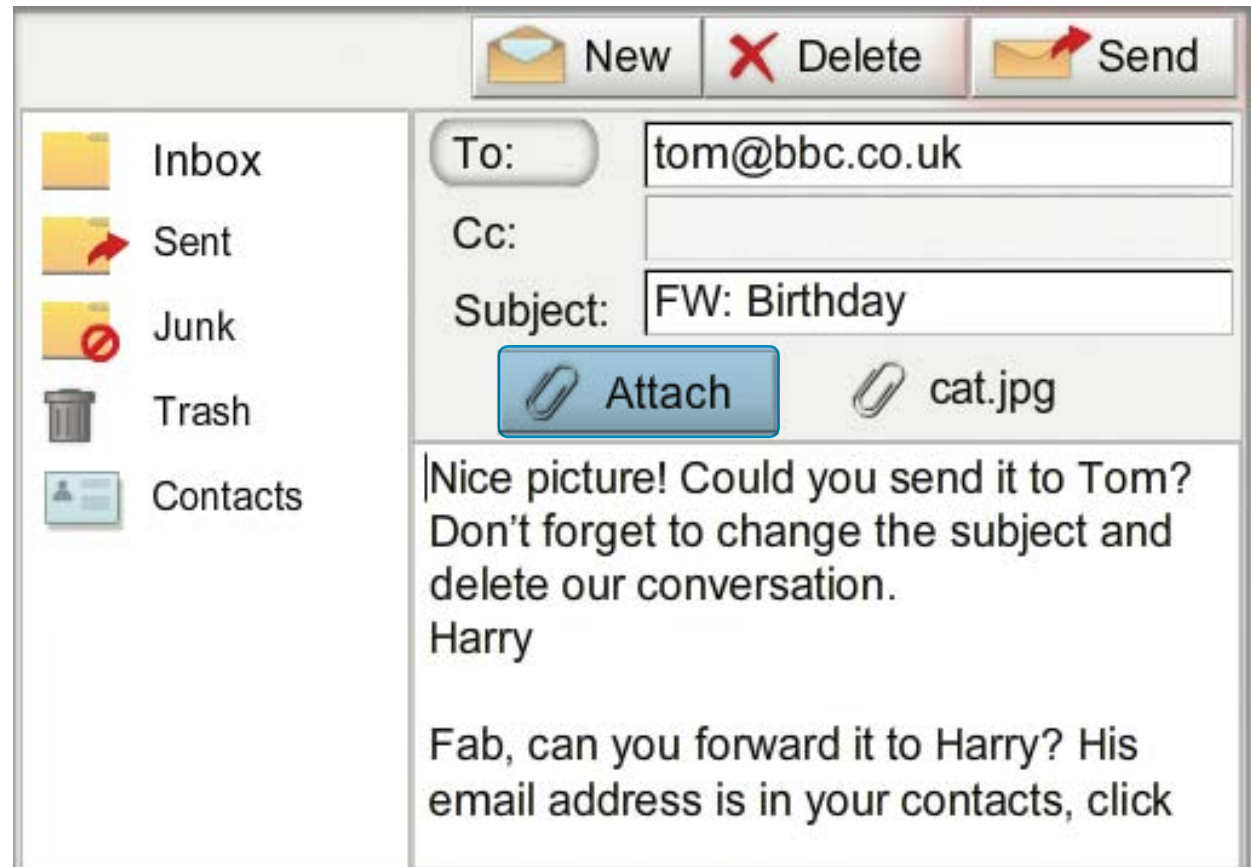 New Delete Send
Inbox
Sent
Junk
Trash
Contacts
To: tom@bbc.co.uk
Cc:
Subject: FW: Birthday
Attach cat.jpg
Nice picture! Could you send it to Tom?
Don't forget to change the subject and
delete our conversation.
Harry
Fab, can you forward it to Harry? His
email address is in your contacts, click